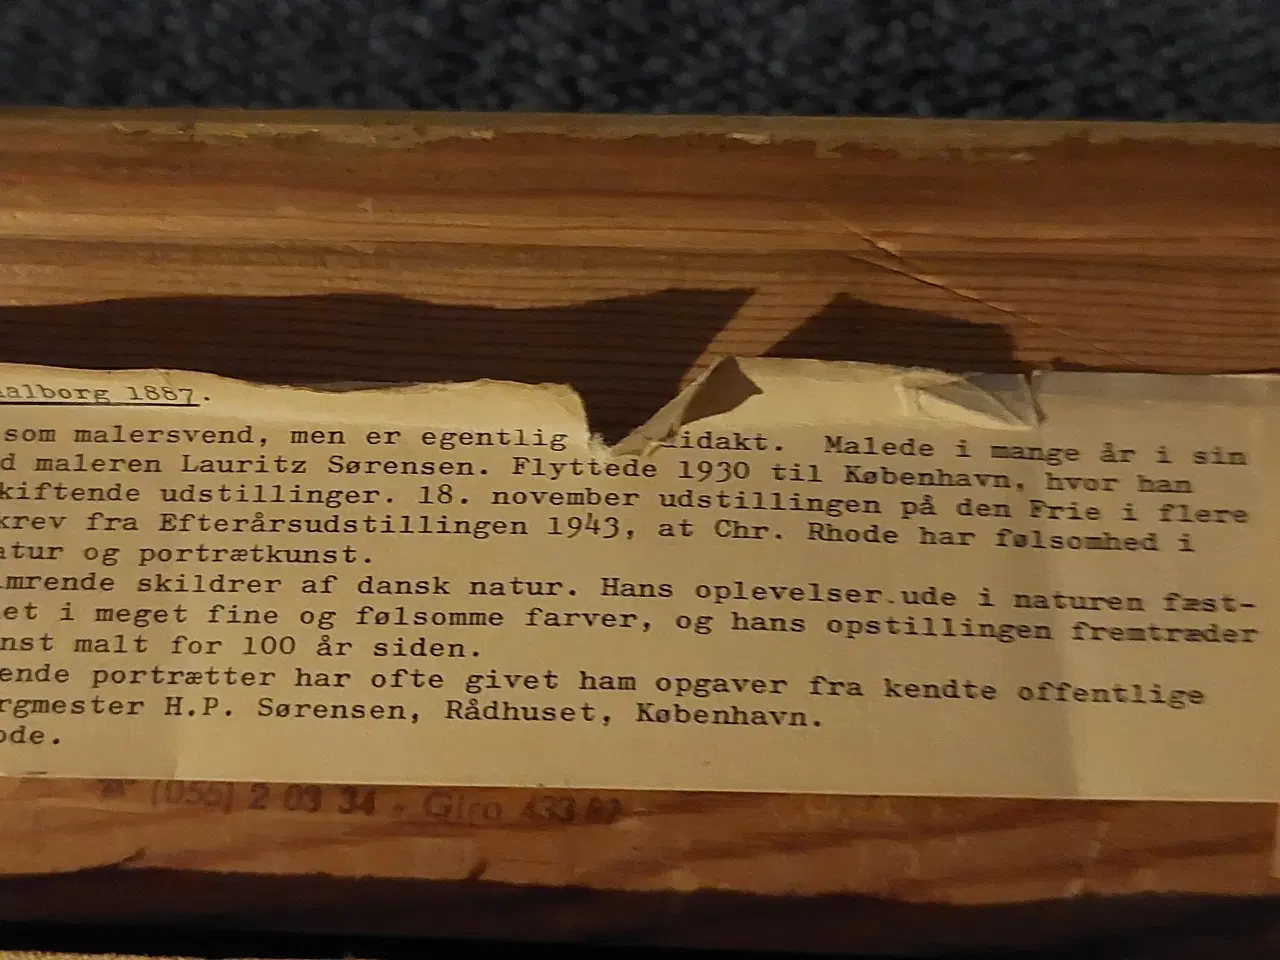 alborg 1887.
som malersvend, men er egentlig idakt. Malede i mange år i sin
d maleren Lauritz Sørensen. Flyttede 1930 til København, hvor han
kiftende udstillinger. 18. november udstillingen på den Frie i flere
krev fra Efterårsudstillingen 1943, at Chr. Rhode har følsomhed i
atur og portrætkunst.
mrende skildrer af dansk natur. Hans oplevelser.ude i naturen fæst-
et i meget fine og følsomme farver, og hans opstillingen fremtræder
nst malt for 100 år siden.
ende portrætter har ofte givet ham opgaver fra kendte offentlige
rgmester H.P. Sørensen, Rådhuset, København.
ode.
(055) 2 09 34 - Giro 433 87